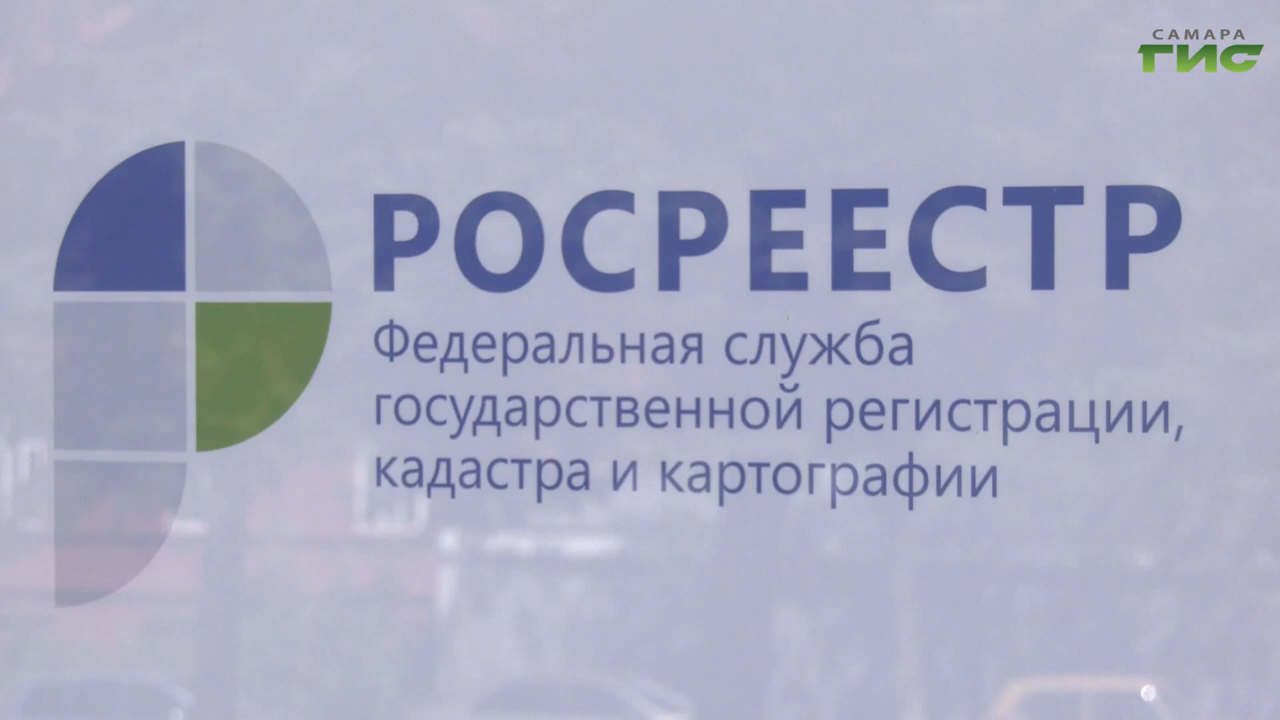 САМАРА
ГИС
РОСРЕЕСТР
Федеральная служба
государственной регистрации,
кадастра и картографии